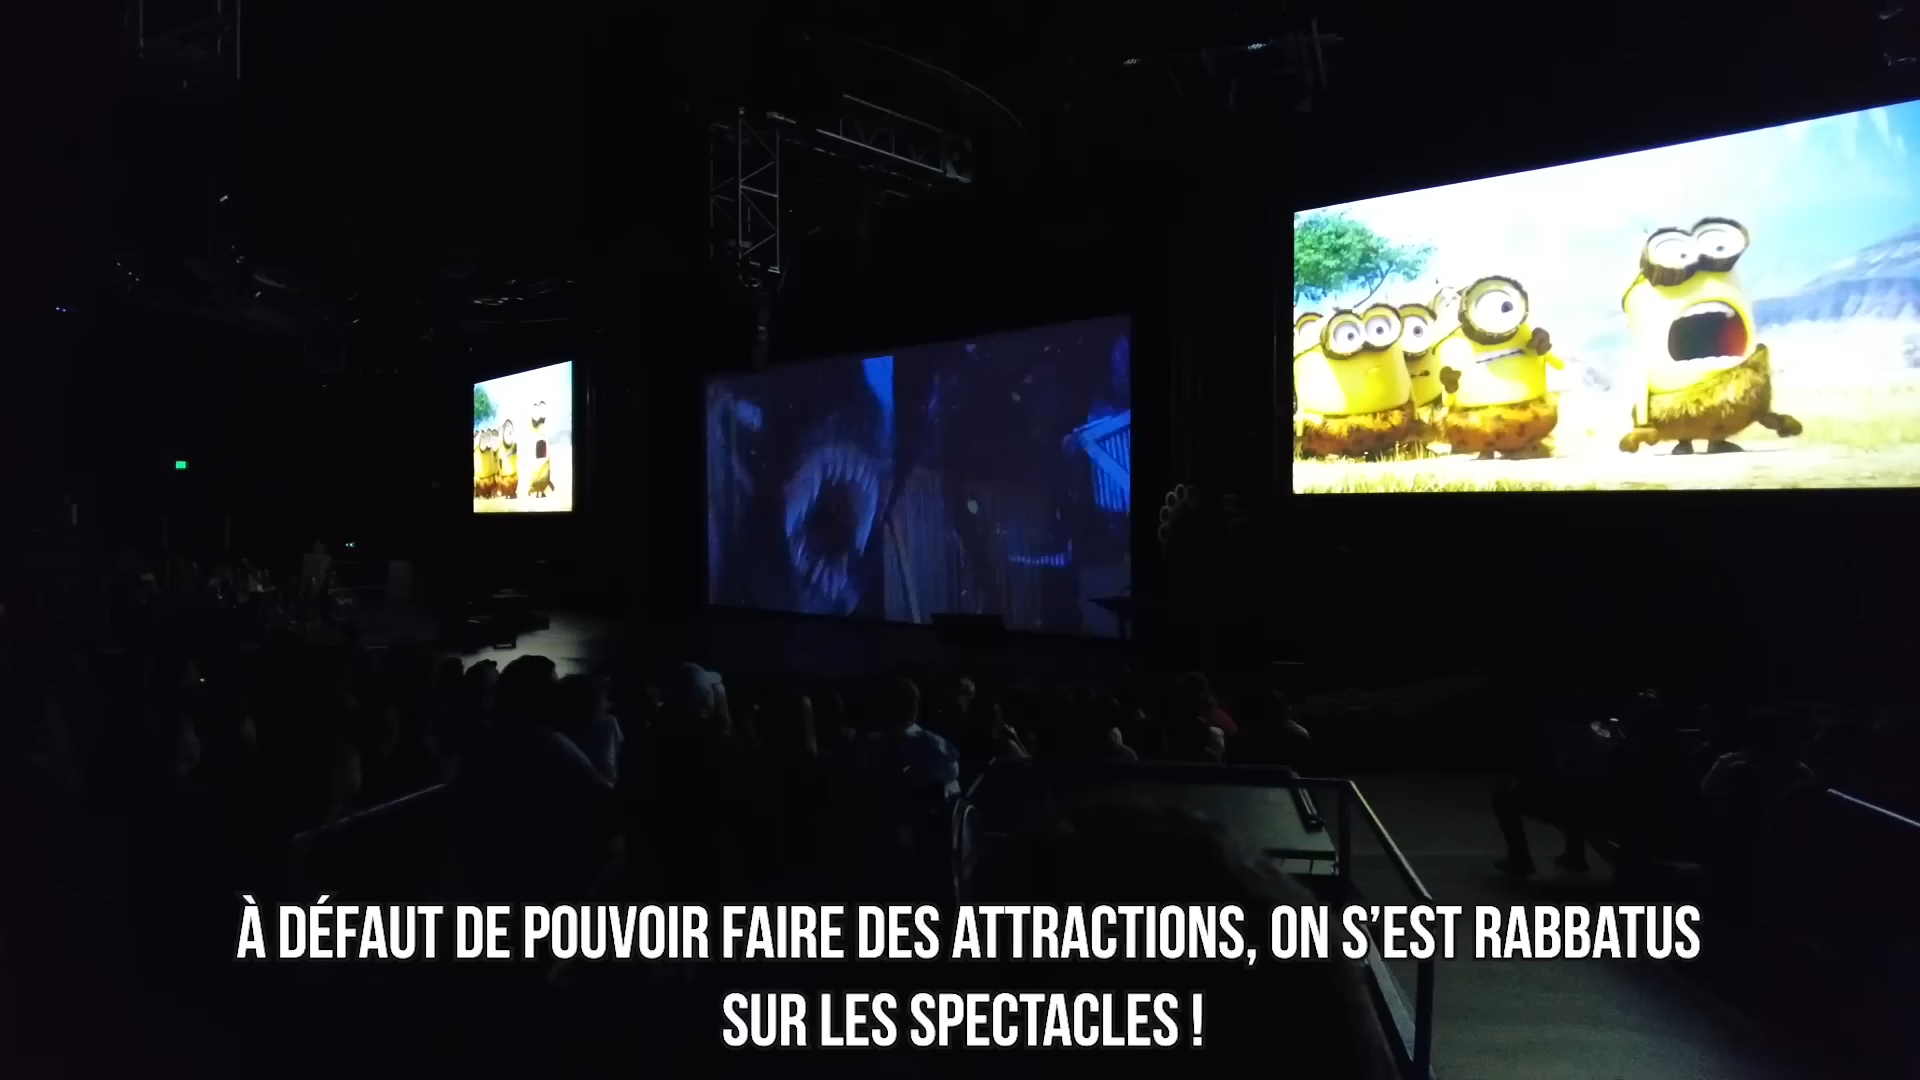 À DÉFAUT DE POUVOIR FAIRE DES ATTRACTIONS, ON S’EST RABBATUS
SUR LES SPECTACLES !